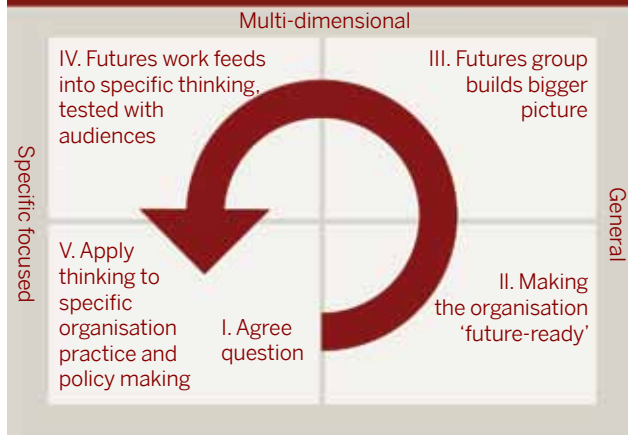 Multi-dimensional
IV. Futures work feeds
into specific thinking,
tested with
audiences
III. Futures group
builds bigger
picture
Specific focused
General
V. Apply
thinking to
specific
organisation
practice and
policy making
I. Agree
question
II. Making
the organisation
‘future-ready’